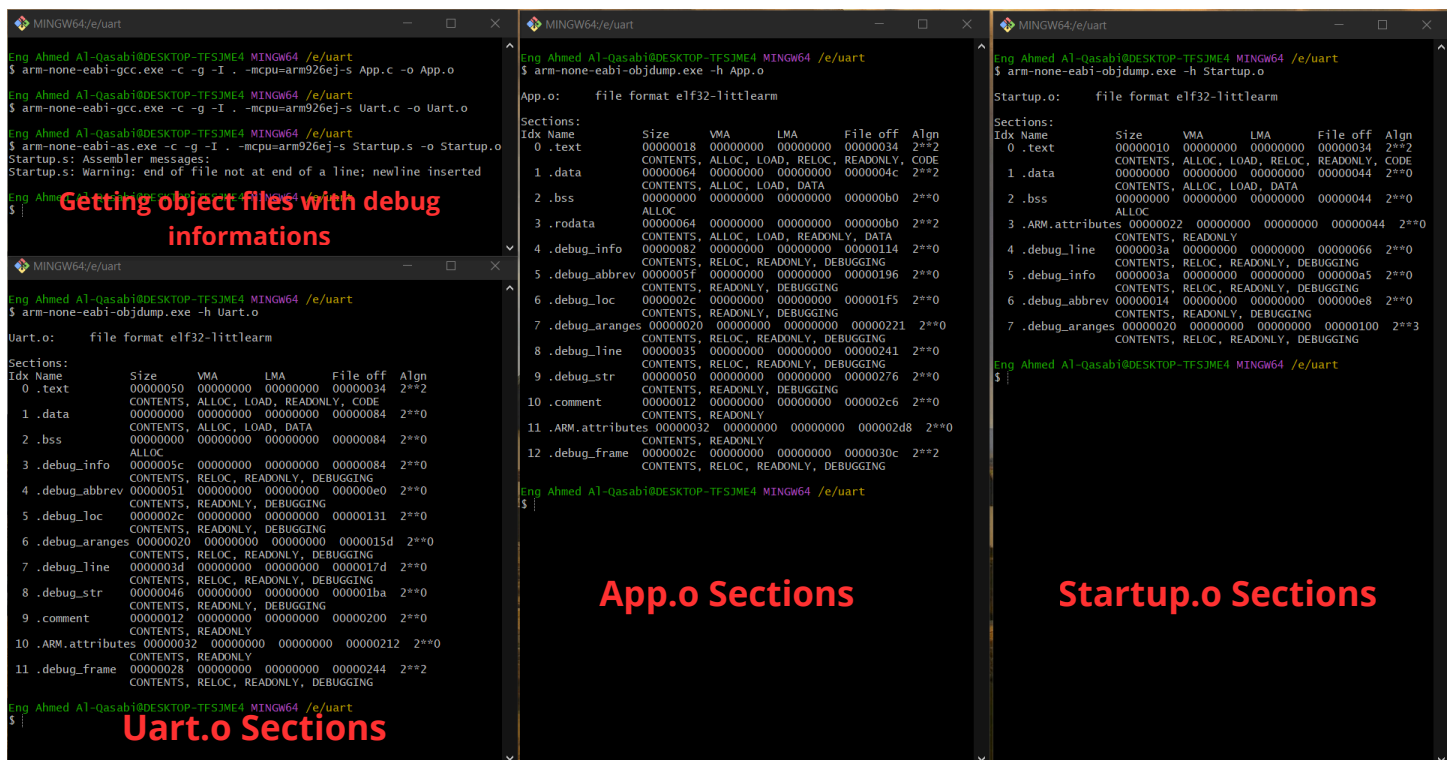 MINGW64:/e/uart
Eng Ahmed Al-Qasabi@DESKTOP-TFSJME4 MINGW64 /e/uart
$ arm-none-eabi-gcc.exe -c -g -I . -mcpu=arm926ej-s App.c -o App.o
Eng Ahmed Al-Qasabi@DESKTOP-TFSJME4 MINGW64 /e/uart
$ arm-none-eabi-gcc.exe -c -g -I . -mcpu=arm926ej-s Uart.c -o Uart.o
Eng Ahmed Al-Qasabi@DESKTOP-TFSJME4 MINGW64 /e/uart
$ arm-none-eabi-as.exe -c -g -I . -mcpu=arm926ej-s Startup.s -o Startup.o
Startup.s: Assembler messages:
Startup.s: Warning: end of file not at end of a line; newline inserted
Eng Ahmed Al-Qasabi@DESKTOP-TFSJME4 MINGW64 /e/uart
$
Getting object files with debug
informations
MINGW64:/e/uart
Eng Ahmed Al-Qasabi@DESKTOP-TFSJME4 MINGW64 /e/uart
$ arm-none-eabi-objdump.exe -h Uart.o
Uart.o:     file format elf32-littlearm
Sections:
Idx Name          Size      VMA       LMA       File off  Algn
  0 .text         00000050  00000000  00000000  00000034  2**2
                  CONTENTS, ALLOC, LOAD, READONLY, CODE
  1 .data         00000000  00000000  00000000  00000084  2**0
                  CONTENTS, ALLOC, LOAD, DATA
  2 .bss          00000000  00000000  00000000  00000084  2**0
                  ALLOC
  3 .debug_info   0000005c  00000000  00000000  00000084  2**0
                  CONTENTS, RELOC, READONLY, DEBUGGING
  4 .debug_abbrev 00000051  00000000  00000000  000000e0  2**0
                  CONTENTS, READONLY, DEBUGGING
  5 .debug_loc    0000002c  00000000  00000000  00000131  2**0
                  CONTENTS, READONLY, DEBUGGING
  6 .debug_aranges 00000020  00000000  00000000  0000015d  2**0
                  CONTENTS, RELOC, READONLY, DEBUGGING
  7 .debug_line   0000003d  00000000  00000000  0000017d  2**0
                  CONTENTS, RELOC, READONLY, DEBUGGING
  8 .debug_str    00000046  00000000  00000000  000001ba  2**0
                  CONTENTS, READONLY, DEBUGGING
  9 .comment      00000012  00000000  00000000  00000200  2**0
                  CONTENTS, READONLY
 10 .ARM.attributes 00000032  00000000  00000000  00000212  2**0
                  CONTENTS, READONLY
 11 .debug_frame  00000028  00000000  00000000  00000244  2**2
                  CONTENTS, RELOC, READONLY, DEBUGGING
Eng Ahmed Al-Qasabi@DESKTOP-TFSJME4 MINGW64 /e/uart
$
Uart.o Sections
MINGW64:/e/uart
Eng Ahmed Al-Qasabi@DESKTOP-TFSJME4 MINGW64 /e/uart
$ arm-none-eabi-objdump.exe -h App.o
App.o:     file format elf32-littlearm
Sections:
Idx Name          Size      VMA       LMA       File off  Algn
  0 .text         00000018  00000000  00000000  00000034  2**2
                  CONTENTS, ALLOC, LOAD, RELOC, READONLY, CODE
  1 .data         00000064  00000000  00000000  0000004c  2**2
                  CONTENTS, ALLOC, LOAD, DATA
  2 .bss          00000000  00000000  00000000  000000b0  2**0
                  ALLOC
  3 .rodata       00000064  00000000  00000000  000000b0  2**2
                  CONTENTS, ALLOC, LOAD, READONLY, DATA
  4 .debug_info   00000082  00000000  00000000  00000114  2**0
                  CONTENTS, RELOC, READONLY, DEBUGGING
  5 .debug_abbrev 0000005f  00000000  00000000  00000196  2**0
                  CONTENTS, READONLY, DEBUGGING
  6 .debug_loc    0000002c  00000000  00000000  000001f5  2**0
                  CONTENTS, READONLY, DEBUGGING
  7 .debug_aranges 00000020  00000000  00000000  00000221  2**0
                  CONTENTS, RELOC, READONLY, DEBUGGING
  8 .debug_line   00000035  00000000  00000000  00000241  2**0
                  CONTENTS, RELOC, READONLY, DEBUGGING
  9 .debug_str    00000050  00000000  00000000  00000276  2**0
                  CONTENTS, READONLY, DEBUGGING
 10 .comment      00000012  00000000  00000000  000002c6  2**0
                  CONTENTS, READONLY
 11 .ARM.attributes 00000032  00000000  00000000  000002d8  2**0
                  CONTENTS, READONLY
 12 .debug_frame  0000002c  00000000  00000000  0000030c  2**2
                  CONTENTS, RELOC, READONLY, DEBUGGING
Eng Ahmed Al-Qasabi@DESKTOP-TFSJME4 MINGW64 /e/uart
$
App.o Sections
MINGW64:/e/uart
Eng Ahmed Al-Qasabi@DESKTOP-TFSJME4 MINGW64 /e/uart
$ arm-none-eabi-objdump.exe -h Startup.o
Startup.o:     file format elf32-littlearm
Sections:
Idx Name          Size      VMA       LMA       File off  Algn
  0 .text         00000010  00000000  00000000  00000034  2**2
                  CONTENTS, ALLOC, LOAD, RELOC, READONLY, CODE
  1 .data         00000000  00000000  00000000  00000044  2**0
                  CONTENTS, ALLOC, LOAD, DATA
  2 .bss          00000000  00000000  00000000  00000044  2**0
                  ALLOC
  3 .ARM.attributes 00000022  00000000  00000000  00000044  2**0
                  CONTENTS, READONLY
  4 .debug_line   0000003a  00000000  00000000  00000066  2**0
                  CONTENTS, RELOC, READONLY, DEBUGGING
  5 .debug_info   0000003a  00000000  00000000  000000a5  2**0
                  CONTENTS, RELOC, READONLY, DEBUGGING
  6 .debug_abbrev 00000014  00000000  00000000  000000e8  2**0
                  CONTENTS, READONLY, DEBUGGING
  7 .debug_aranges 00000020  00000000  00000000  00000100  2**3
                  CONTENTS, RELOC, READONLY, DEBUGGING
Eng Ahmed Al-Qasabi@DESKTOP-TFSJME4 MINGW64 /e/uart
$
Startup.o Sections